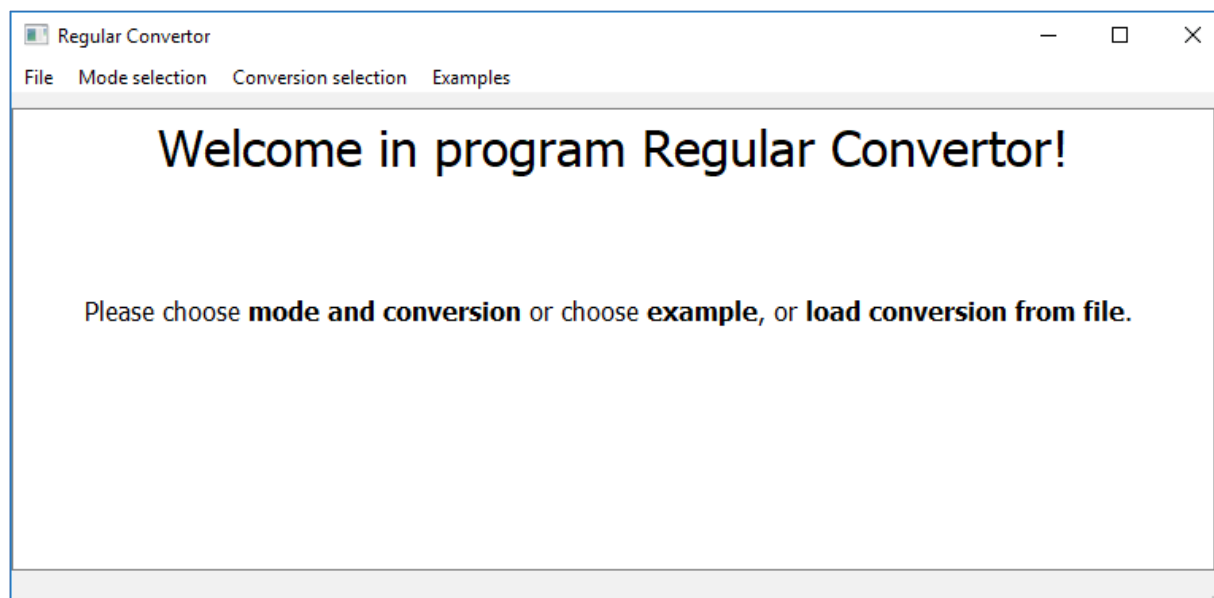 Regular Convertor
File Mode selection Conversion selection Examples
Welcome in program Regular Convertor!
Please choose mode and conversion or choose example, or load conversion from file.